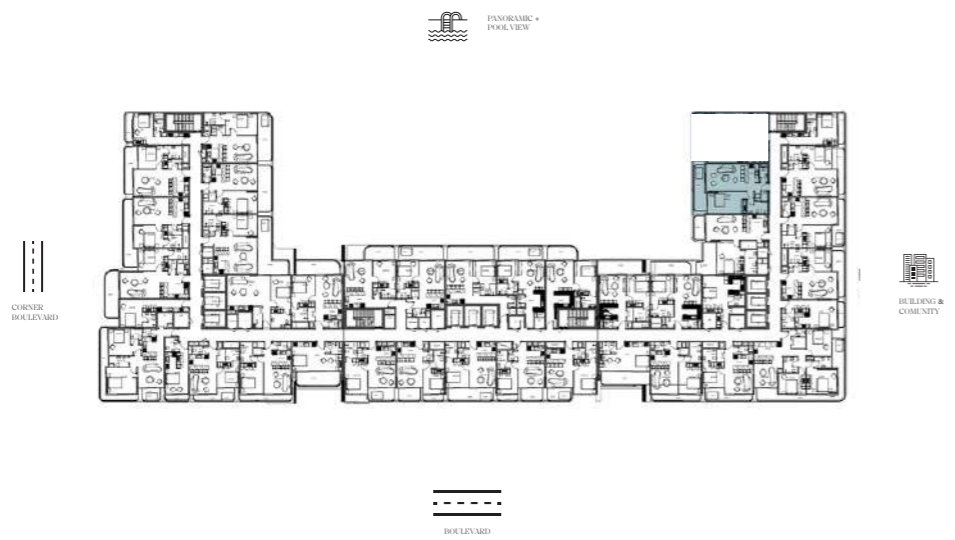 PANORAMIC +
POOL VIEW
CORNER
BOULEVARD
BUILDING &
COMUNITY
BOULEVARD